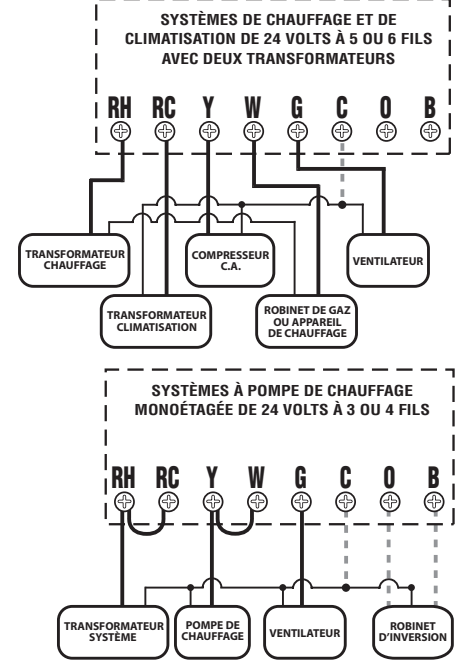 SYSTÈMES DE CHAUFFAGE ET DE
CLIMATISATION DE 24 VOLTS À 5 OU 6 FILS
AVEC DEUX TRANSFORMATEURS
RH RC Y W G C O B
TRANSFORMATEUR
CHAUFFAGE
COMPRESSEUR
C.A.
VENTILATEUR
TRANSFORMATEUR
CLIMATISATION
ROBINET DE GAZ
OU APPAREIL
DE CHAUFFAGE
SYSTÈMES À POMPE DE CHAUFFAGE
MONOÉTAGÉE DE 24 VOLTS À 3 OU 4 FILS
RH RC Y W G C O B
TRANSFORMATEUR
SYSTÈME
POMPE DE
CHAUFFAGE
VENTILATEUR
ROBINET
D'INVERSION